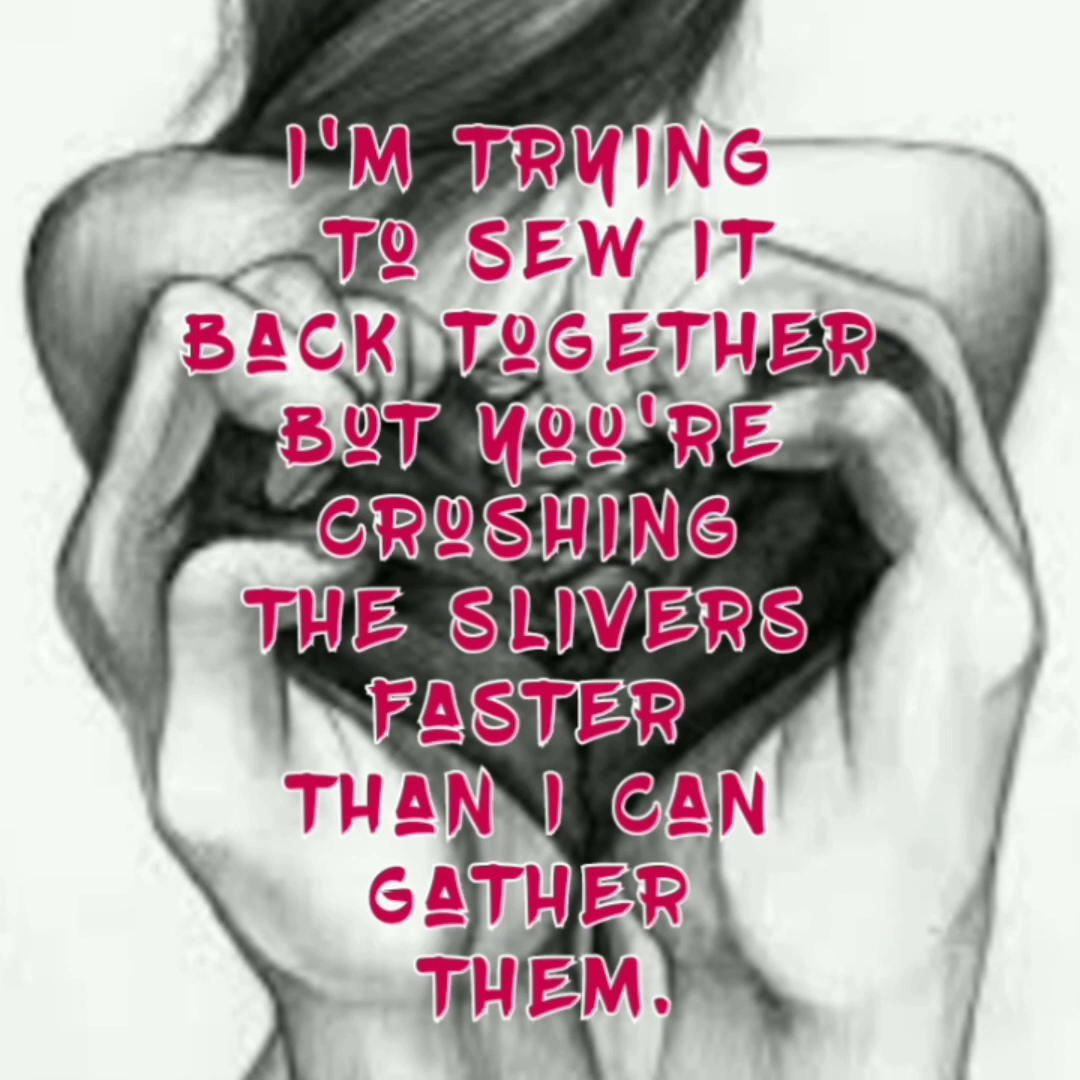 I'M TRYING
TO SEW IT
BACK TOGETHER
BUT YOU'RE
CRUSHING
THE SLIVERS
FASTER
THAN I CAN
GATHER
THEM.